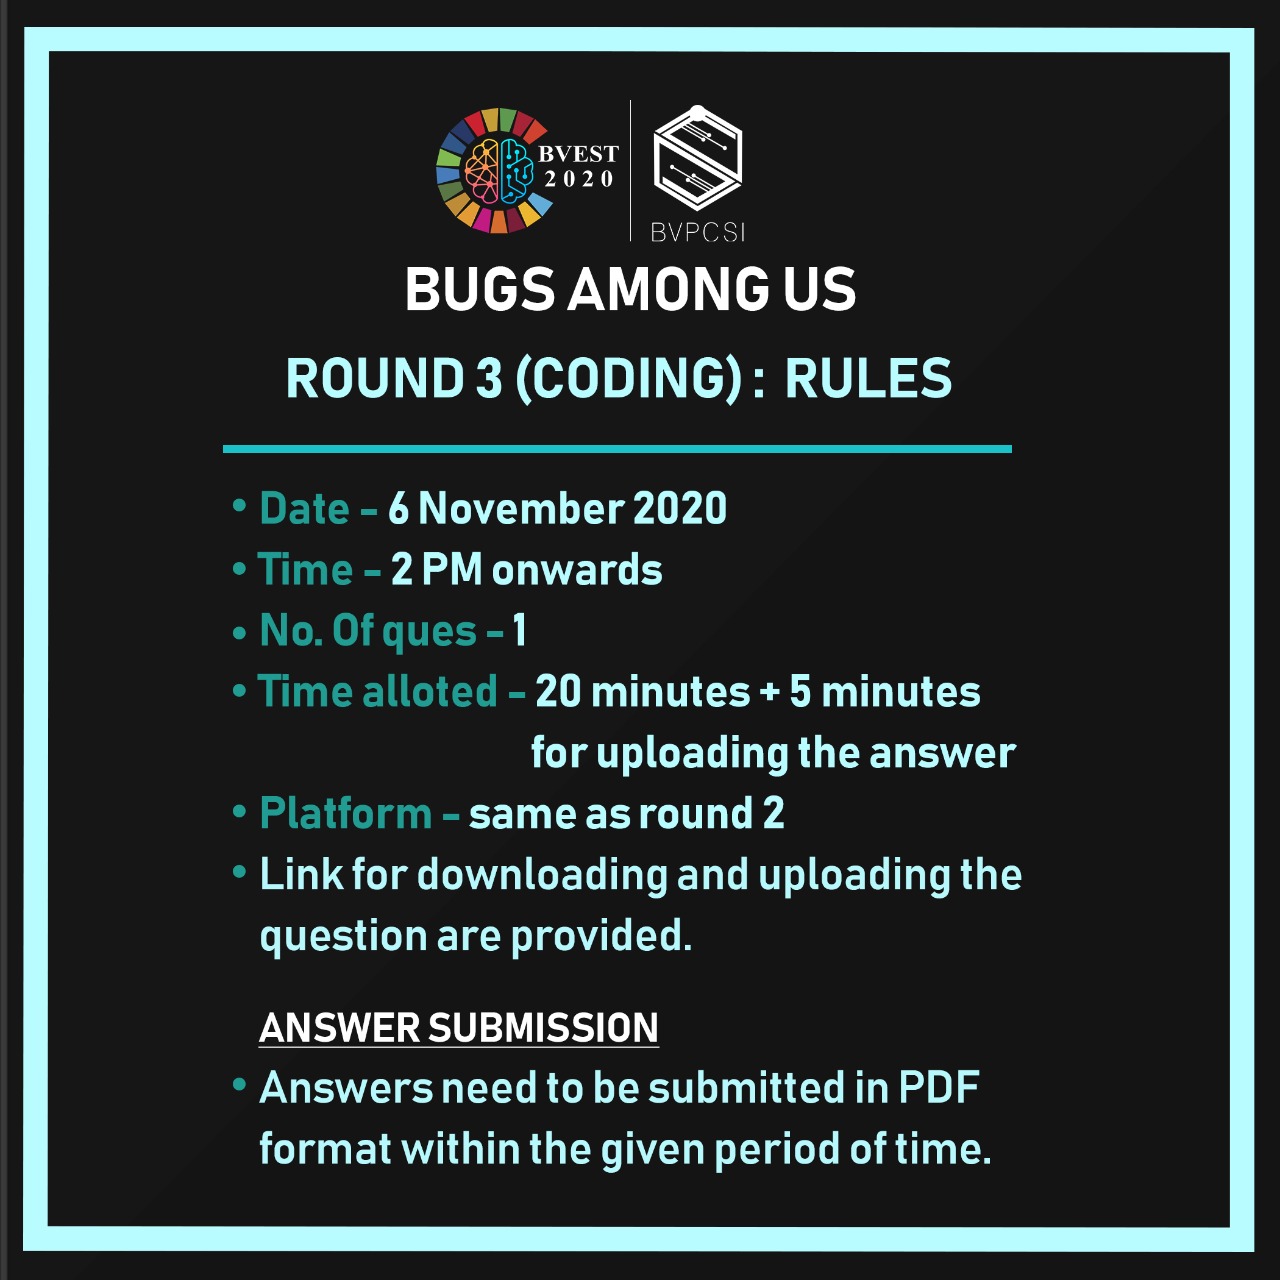 BVEST
2020
BVPCSI
BUGS AMONG US
ROUND 3 (CODING) : RULES
• Date - 6 November 2020
• Time - 2 PM onwards
• No. Of ques - 1
• Time alloted - 20 minutes + 5 minutes
for uploading the answer
• Platform - same as round 2
• Link for downloading and uploading the
question are provided.
ANSWER SUBMISSION
• Answers need to be submitted in PDF
format within the given period of time.